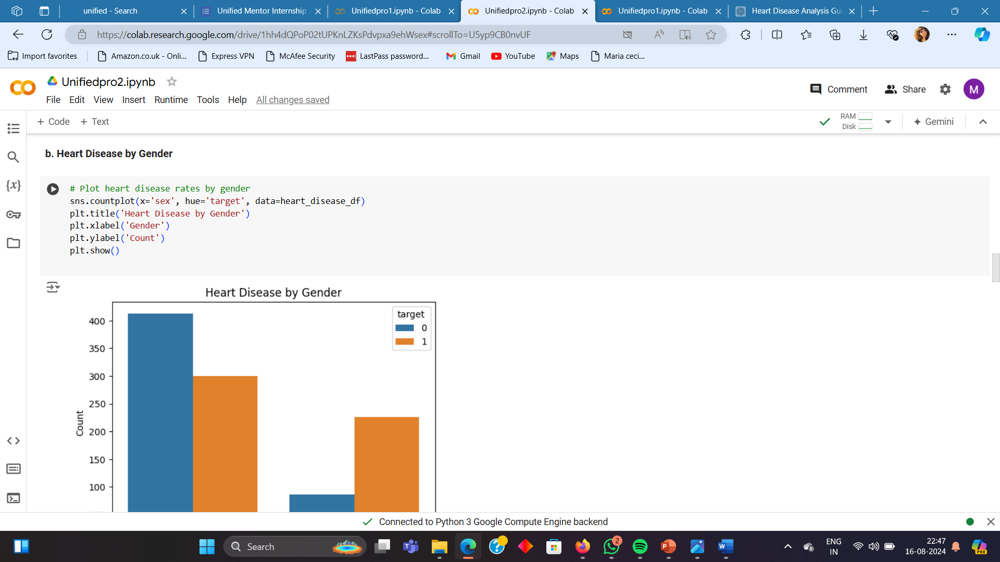 unified - Search
Unified Mentor Internship
Unifiedpro1.ipynb - Colab
Unifiedpro2.ipynb - Colab
Unifiedpro1.ipynb - Colab
Heart Disease Analysis Gui
https://colab.research.google.com/drive/1hh4dQPoP02tUPKnLZKsPdvpxa9ehWsex#scrollTo=U5yp9CB0nvUF
Import favorites
Amazon.co.uk - Onli...
Express VPN
McAfee Security
LastPass password...
Gmail
YouTube
Maps
Maria ceci...
Unifiedpro2.ipynb
Comment
Share
M
File Edit View Insert Runtime Tools Help All changes saved
+ Code + Text
RAM
Disk
Gemini
b. Heart Disease by Gender
# Plot heart disease rates by gender
sns.countplot(x='sex', hue='target', data=heart_disease_df)
plt.title('Heart Disease by Gender')
plt.xlabel('Gender')
plt.ylabel('Count')
plt.show()
Heart Disease by Gender
target
0
1
400
350
300
250
200
150
100
Count
Connected to Python 3 Google Compute Engine backend
Search
2
ENG
IN
22:47
16-08-2024
PRE